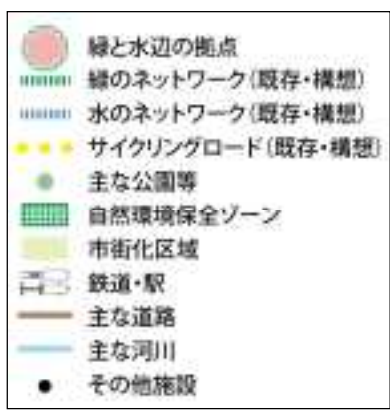 緑と水辺の拠点
緑のネットワーク(既存・構想)
水のネットワーク(既存・構想)
サイクリングロード(既存・構想)
主な公園等
自然環境保全ゾーン
市街化区域
鉄道・駅
主な道路
主な河川
その他施設